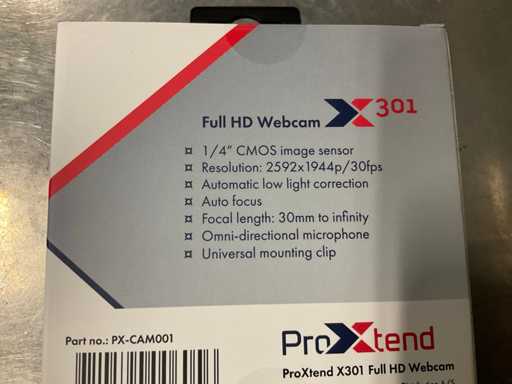 Full HD Webcam X301
¤ 1/4" CMOS image sensor
¤ Resolution: 2592x1944p/30fps
¤ Automatic low light correction
¤ Auto focus
¤ Focal length: 30mm to infinity
¤ Omni-directional microphone
¤ Universal mounting clip
Part no.: PX-CAM001
ProXtend
ProXtend X301 Full HD Webcam